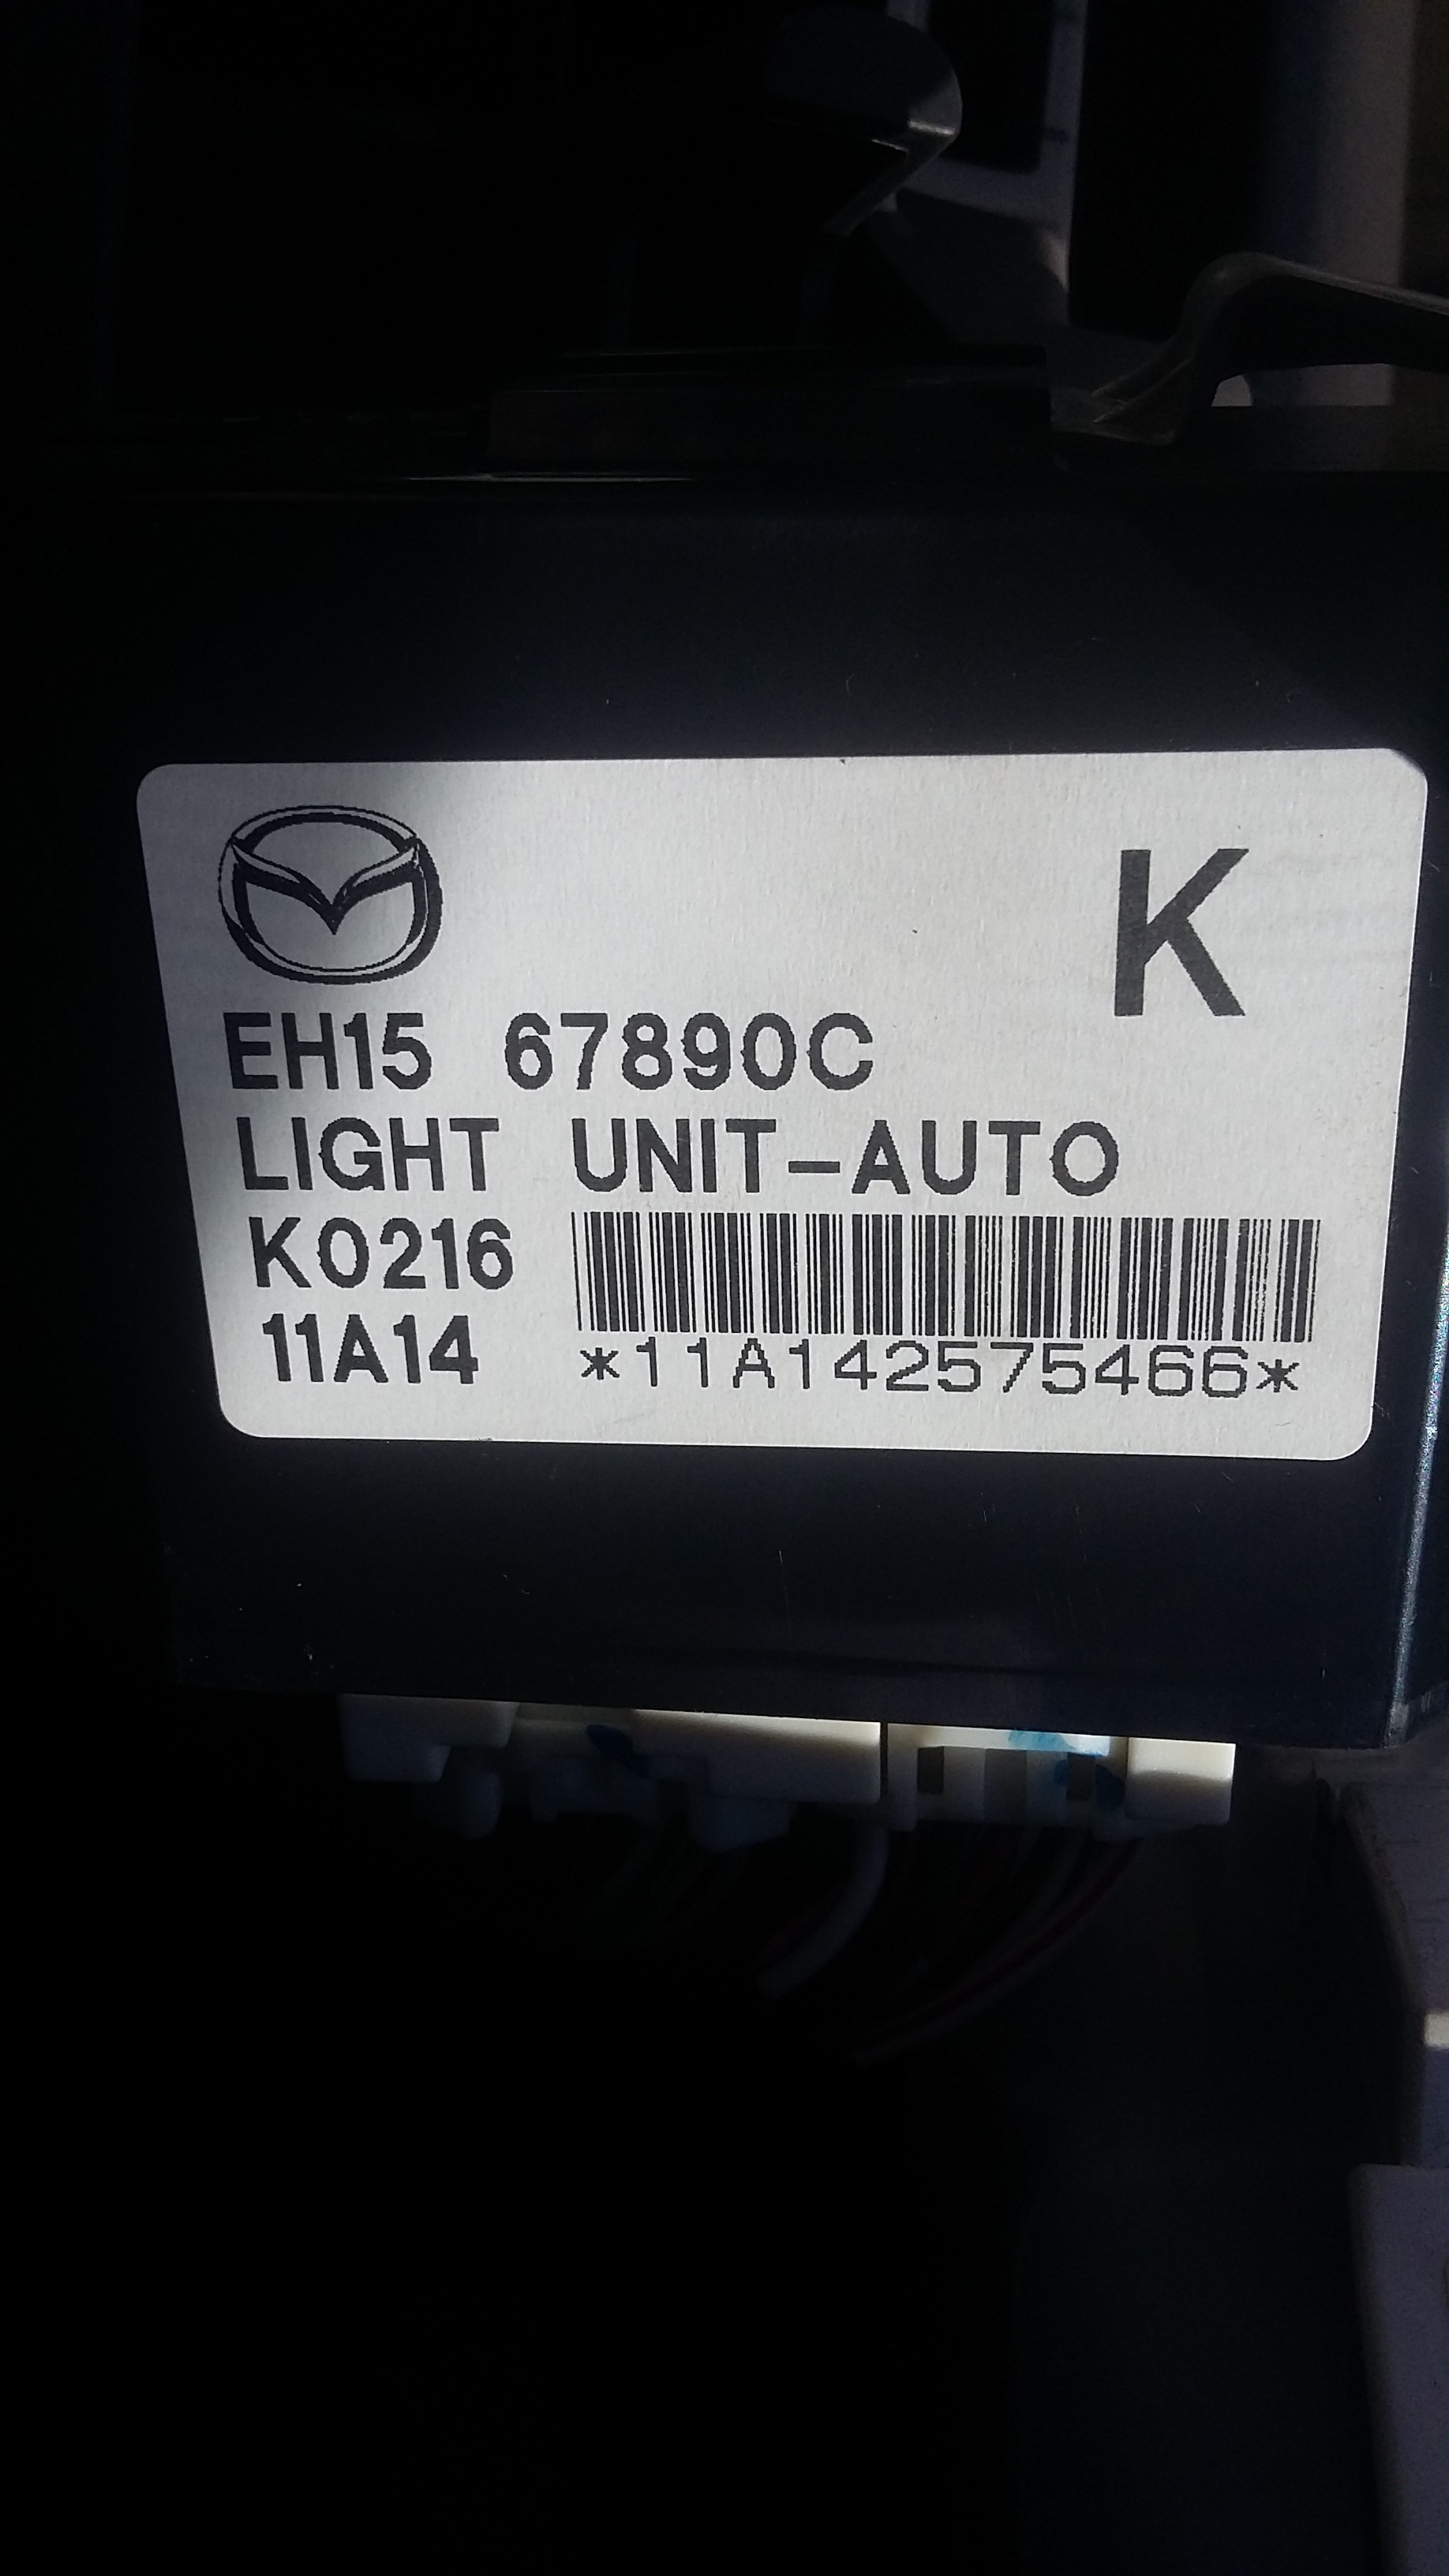 K
EH15 67890C
LIGHT UNIT-AUTO
K0216
11A14
*11A142575466*